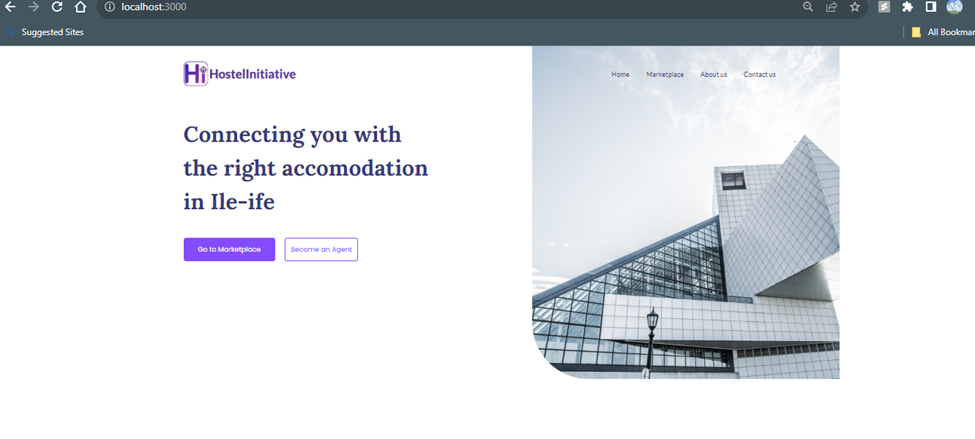 localhost:3000
Suggested Sites
All Bookmar
Hi HostelInitiative
Home Marketplace About us Contact us
Connecting you with
the right accomodation
in Ile-ife
Go to Marketplace Become an Agent